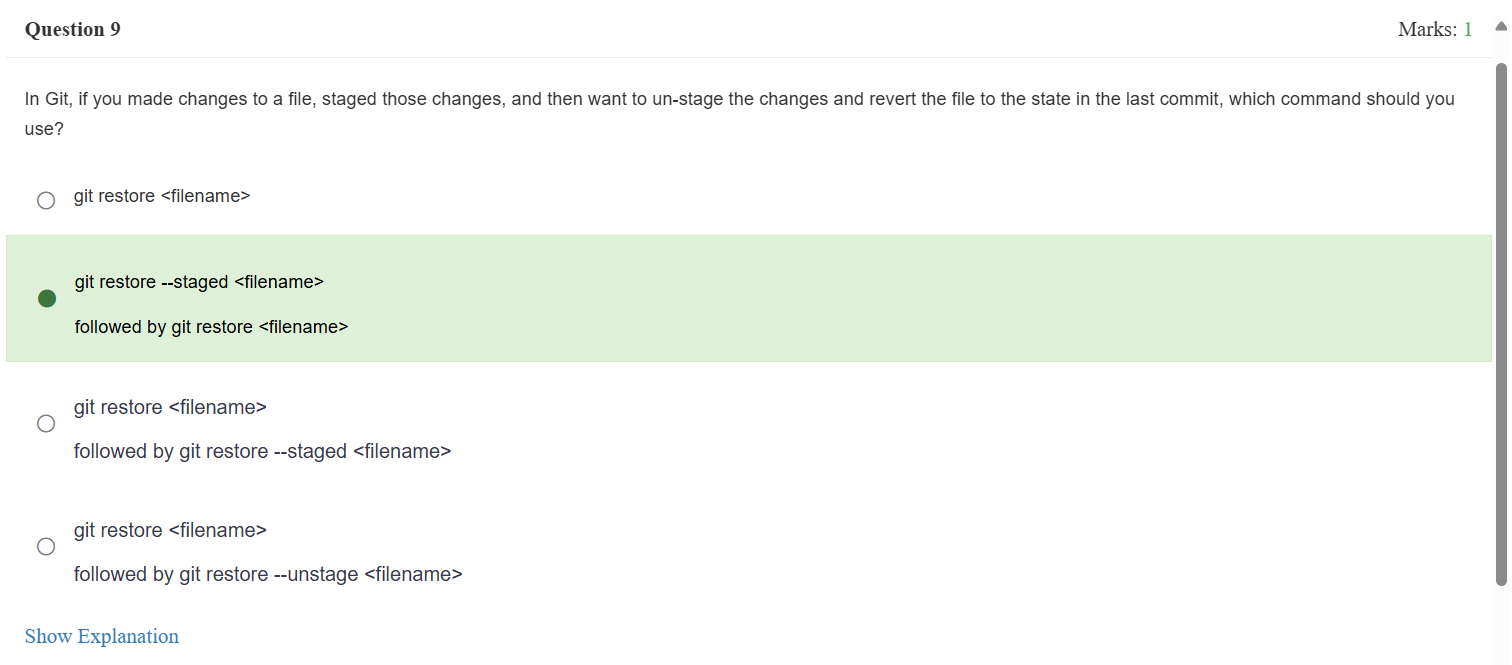 Question 9
Marks: 1
In Git, if you made changes to a file, staged those changes, and then want to un-stage the changes and revert the file to the state in the last commit, which command should you
use?
git restore <filename>
git restore --staged <filename>
followed by git restore <filename>
git restore <filename>
followed by git restore --staged <filename>
git restore <filename>
followed by git restore --unstage <filename>
Show Explanation